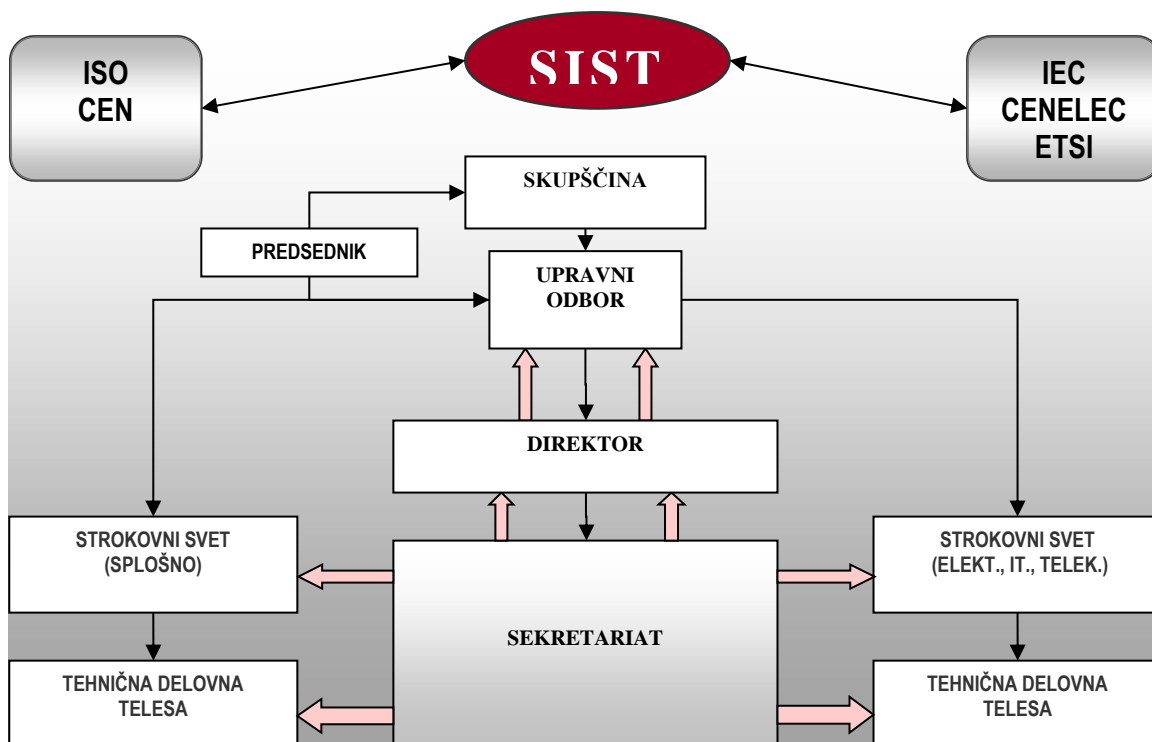 SIST
ISO
CEN
IEC
CENELEC
ETSI
SKUPŠČINA
PREDSEDNIK
UPRAVNI
ODBOR
DIREKTOR
STROKOVNI SVET
(SPLOŠNO)
STROKOVNI SVET
(ELEKT., IT., TELEK.)
SEKRETARIAT
TEHNIČNA DELOVNA
TELESA
TEHNIČNA DELOVNA
TELESA